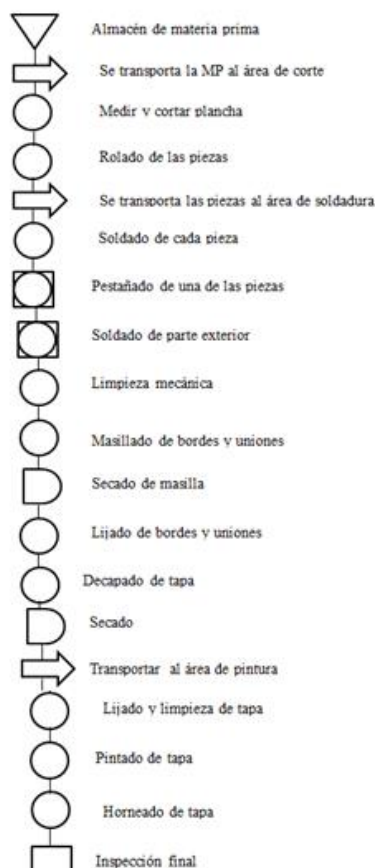 Almacén de materia prima
Se transporta la MP al área de corte
Medir y cortar plancha
Rolado de las piezas
Se transporta las piezas al área de soldadura
Soldado de cada pieza
Pestañado de una de las piezas
Soldado de parte exterior
Limpieza mecánica
Masillado de bordes y uniones
Secado de masilla
Lijado de bordes y uniones
Decapado de tapa
Secado
Transportar al área de pintura
Lijado y limpieza de tapa
Pintado de tapa
Horneado de tapa
Inspección final